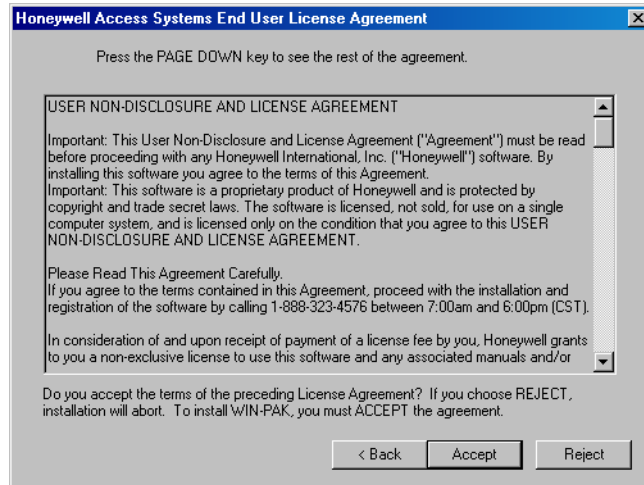 Honeywell Access Systems End User License Agreement
Press the PAGE DOWN key to see the rest of the agreement.
USER NON-DISCLOSURE AND LICENSE AGREEMENT
Important: This User Non-Disclosure and License Agreement ("Agreement") must be read
before proceeding with any Honeywell International, Inc. ("Honeywell") software. By
installing this software you agree to the terms of this Agreement.
Important: This software is a proprietary product of Honeywell and is protected by
copyright and trade secret laws. The software is licensed, not sold, for use on a single
computer system, and is licensed only on the condition that you agree to this USER
NON-DISCLOSURE AND LICENSE AGREEMENT.
Please Read This Agreement Carefully.
If you agree to the terms contained in this Agreement, proceed with the installation and
registration of the software by calling 1-888-323-4576 between 7:00am and 6:00pm (CST).
In consideration of and upon receipt of payment of a license fee by you, Honeywell grants
to you a non-exclusive license to use this software and any associated manuals and/or
Do you accept the terms of the preceding License Agreement? If you choose REJECT,
installation will abort. To install WIN-PAK, you must ACCEPT the agreement.
< Back Accept Reject